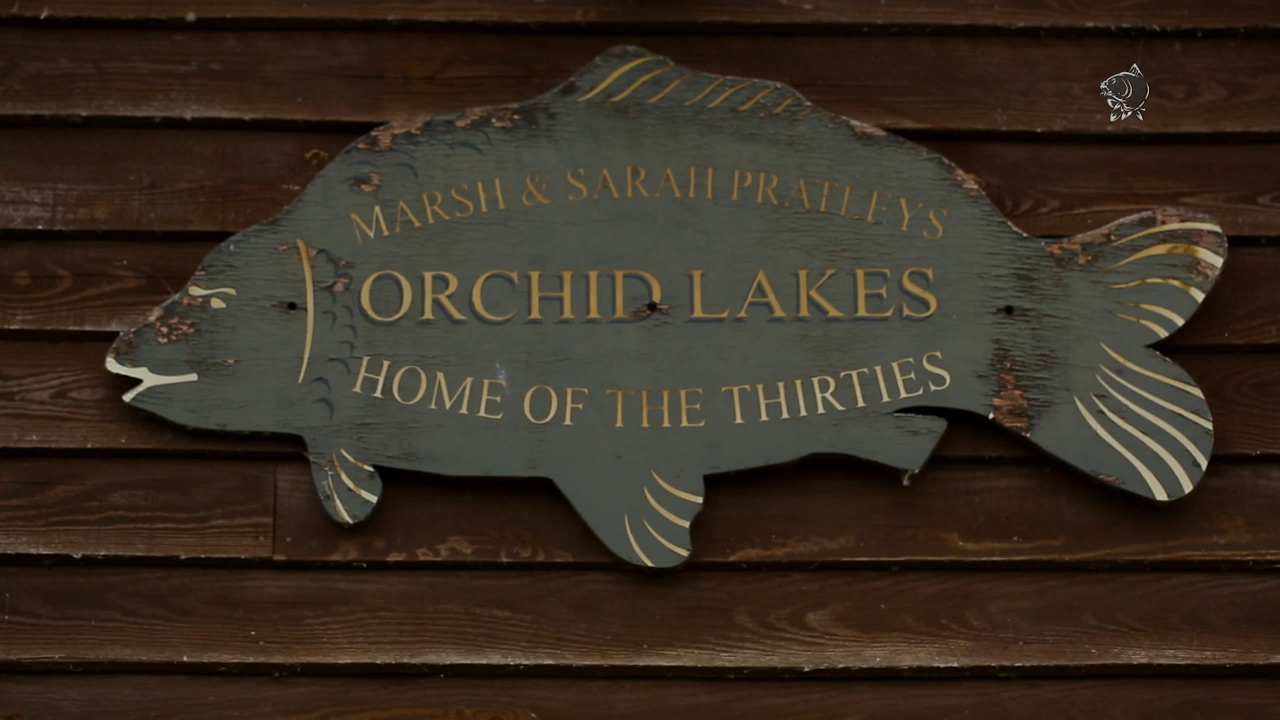 MARSH & SARAH PRATLEYS
ORCHID LAKES
HOME OF THE THIRTIES